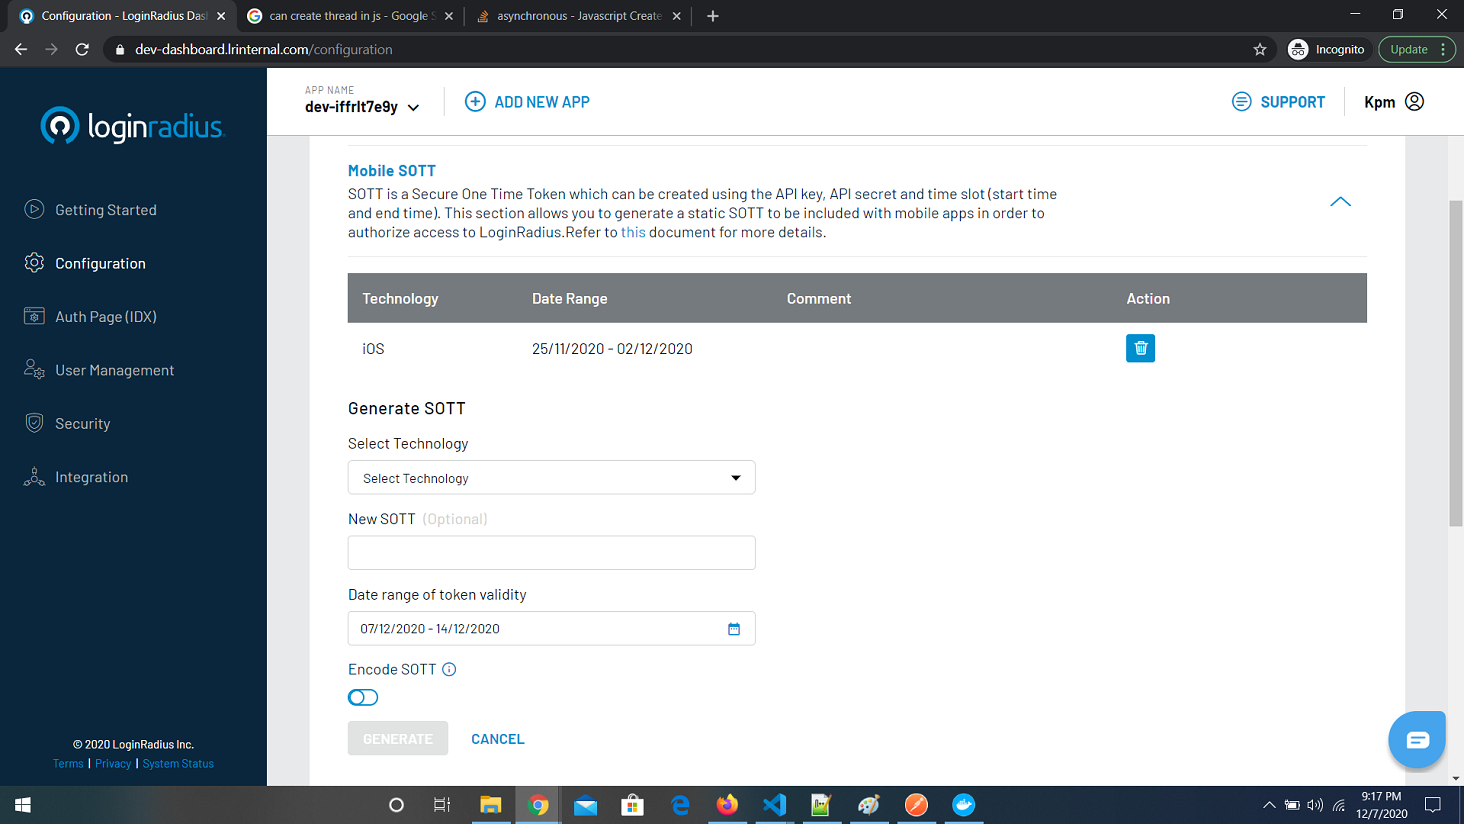 Configuration - LoginRadius Das
can create thread in js - Google S
asynchronous - Javascript Create
dev-dashboard.lrinternal.com/configuration
Incognito
Update
loginradius
APP NAME
dev-iffrlt7e9y
ADD NEW APP
SUPPORT
Kpm
Getting Started
Configuration
Auth Page (IDX)
User Management
Security
Integration
© 2020 LoginRadius Inc.
Terms | Privacy | System Status
Mobile SOTT
SOTT is a Secure One Time Token which can be created using the API key, API secret and time slot (start time
and end time). This section allows you to generate a static SOTT to be included with mobile apps in order to
authorize access to LoginRadius.Refer to this document for more details.
Technology Date Range Comment Action
iOS 25/11/2020 - 02/12/2020
Generate SOTT
Select Technology
Select Technology
New SOTT (Optional)
Date range of token validity
07/12/2020 - 14/12/2020
Encode SOTT
GENERATE CANCEL
9:17 PM
12/7/2020